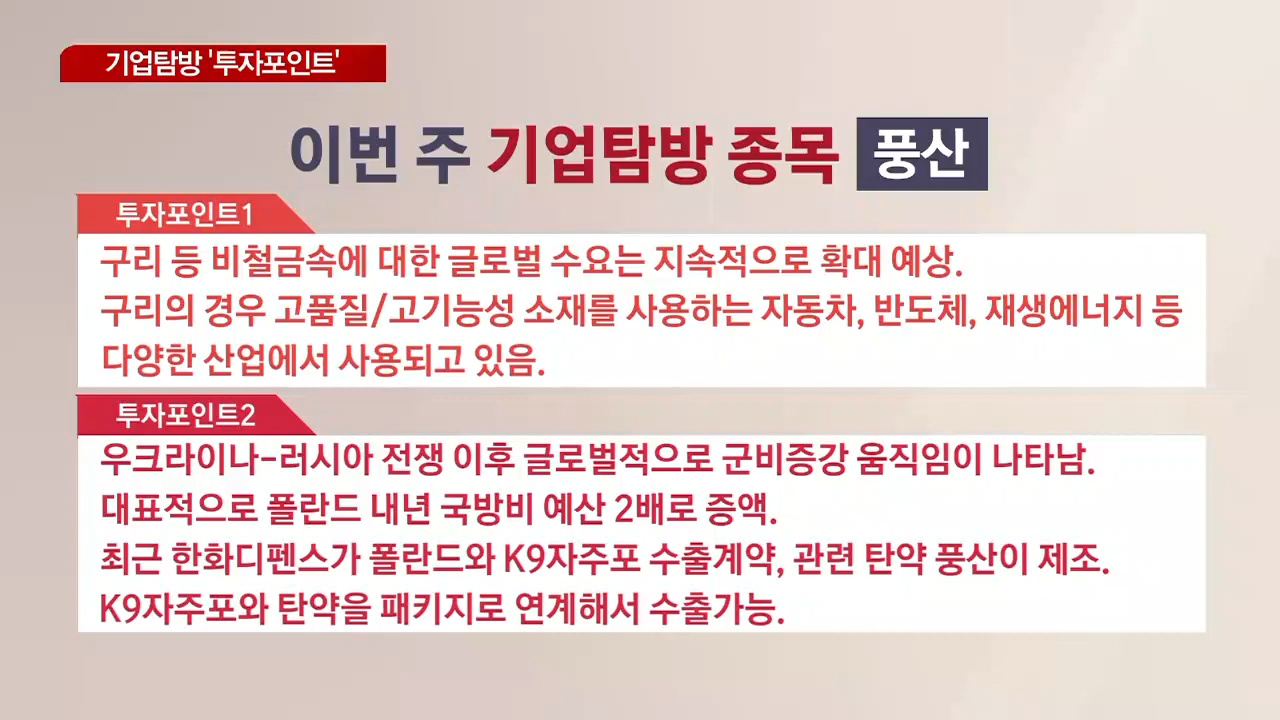 기업탐방 '투자포인트'
이번 주 기업탐방 종목 풍산
투자포인트1
구리 등 비철금속에 대한 글로벌 수요는 지속적으로 확대 예상.
구리의 경우 고품질/고기능성 소재를 사용하는 자동차, 반도체, 재생에너지 등
다양한 산업에서 사용되고 있음.
투자포인트2
우크라이나-러시아 전쟁 이후 글로벌적으로 군비증강 움직임이 나타남.
대표적으로 폴란드 내년 국방비 예산 2배로 증액.
최근 한화디펜스가 폴란드와 K9자주포 수출계약, 관련 탄약 풍산이 제조.
K9자주포와 탄약을 패키지로 연계해서 수출가능.